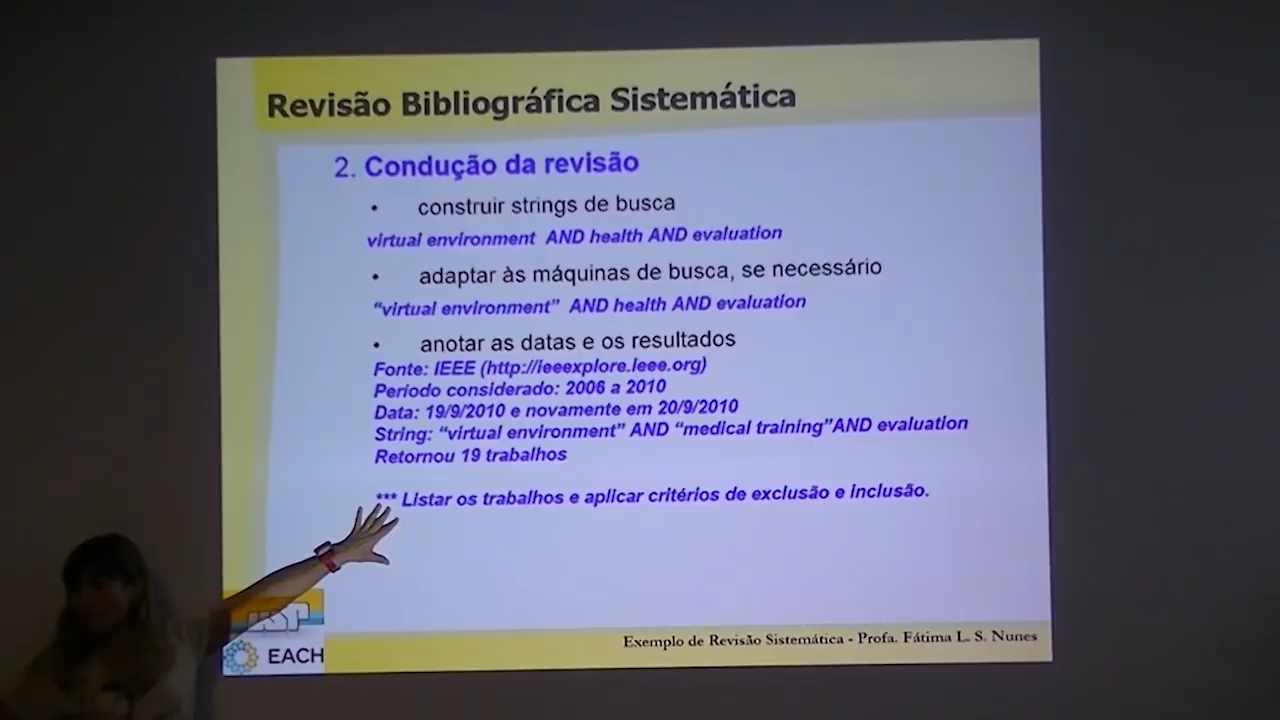 Revisão Bibliográfica Sistemática
2. Condução da revisão
• construir strings de busca
virtual environment AND health AND evaluation
• adaptar às máquinas de busca, se necessário
“virtual environment” AND health AND evaluation
• anotar as datas e os resultados
Fonte: IEEE (http://ieeexplore.ieee.org)
Período considerado: 2006 a 2010
Data: 19/9/2010 e novamente em 20/9/2010
String: “virtual environment” AND “medical training”AND evaluation
Retornou 19 trabalhos
*** Listar os trabalhos e aplicar critérios de exclusão e inclusão.
EACH
Exemplo de Revisão Sistemática - Profa. Fátima L. S. Nunes